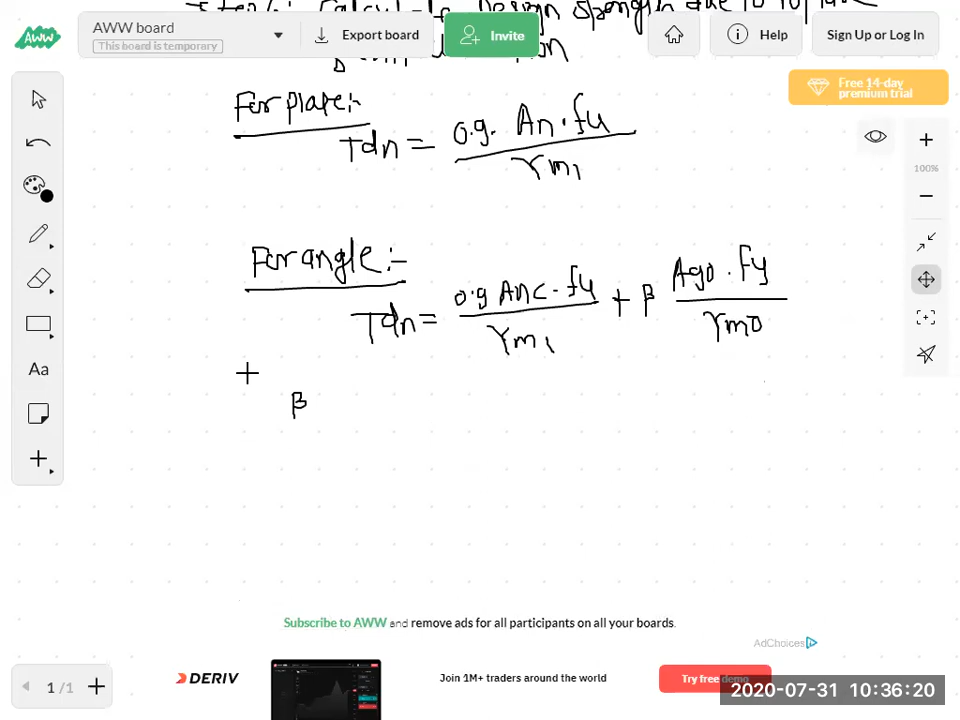 AWW
AWW board
This board is temporary
Export board
Invite
Help
Sign Up or Log In
Free 14-day premium trial
For plate:-
Tdn = 0.9. An . fu
γm1
100%
For angle :-
Tdn = 0.9 Anc . fu + β Ago . fy
γm1 γm0
+
β
Aa
Subscribe to AWW and remove ads for all participants on all your boards.
AdChoices
1 /1
DERIV
Join 1M+ traders around the world
Try free demo
2020-07-31 10:36:20